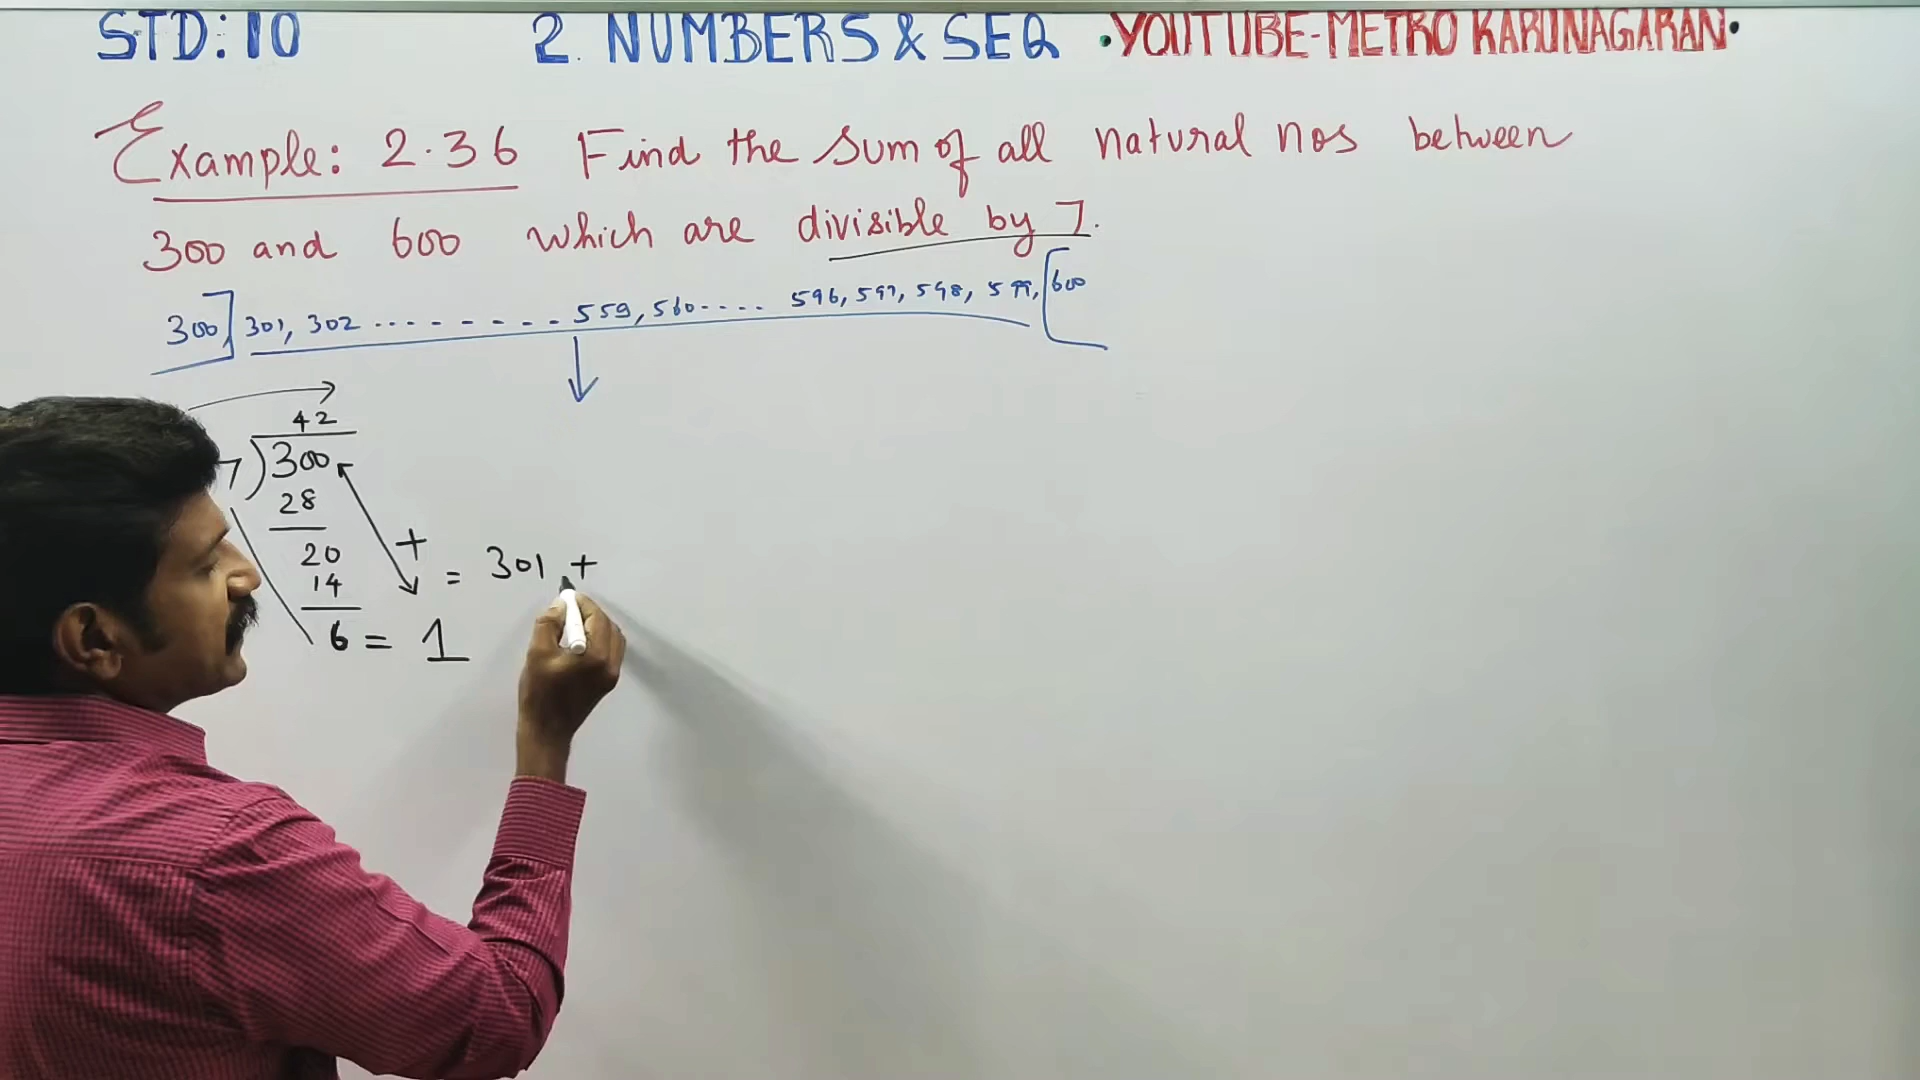 STD: 10 2. NUMBERS & SEQ • YOUTUBE-METRO KARUNAGARAN •
Example: 2.36 Find the sum of all natural nos between
300 and 600 which are divisible by 7.
300, 301, 302 ........ 559, 560.... 596, 597, 598, 599, 600
42
7 ) 300
28
20
14
6 = 1
+
= 301 +